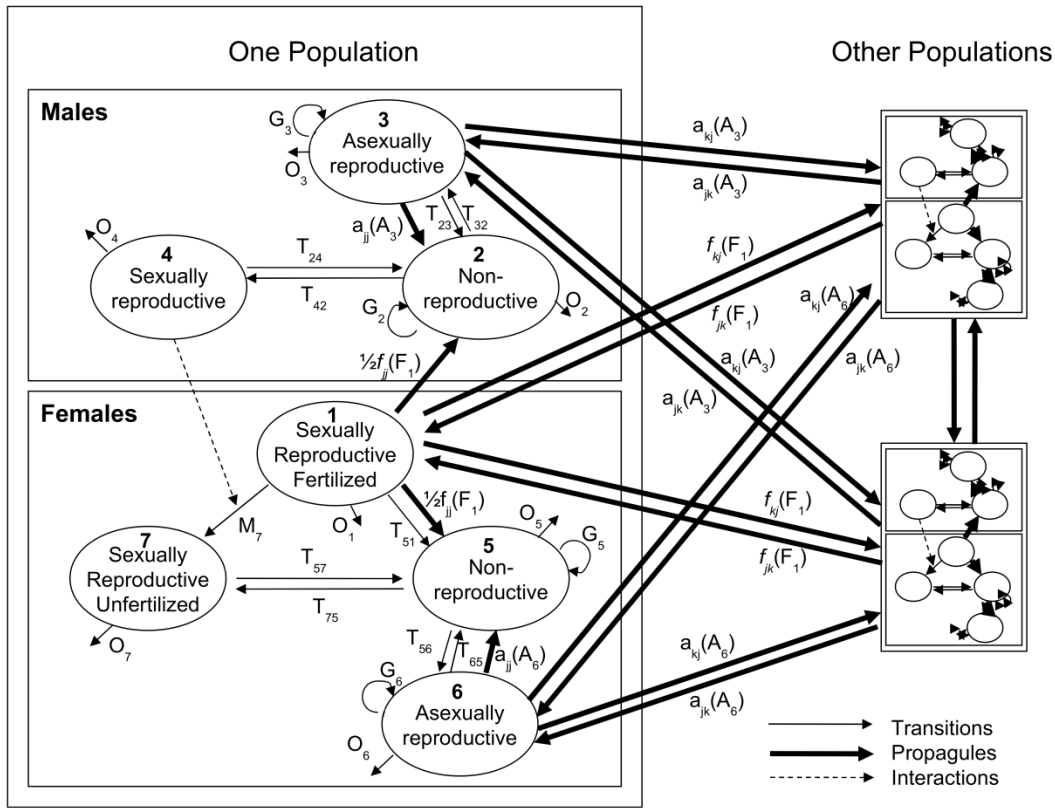 One Population
Other Populations
Males
G3
3
Asexually
reproductive
O3
ajj(A3)
T23
T32
O4
4
Sexually
reproductive
T24
T42
2
Non-
reproductive
G2
O2
½fjj(F1)
Females
1
Sexually
Reproductive
Fertilized
M7
O1
T51
½fjj(F1)
7
Sexually
Reproductive
Unfertilized
O7
T57
T75
5
Non-
reproductive
O5
G5
T56
T65
ajj(A6)
G6
6
Asexually
reproductive
O6
akj(A3)
ajk(A3)
fkj(F1)
fjk(F1)
akj(A6)
ajk(A6)
akj(A3)
ajk(A3)
fkj(F1)
fjk(F1)
akj(A6)
ajk(A6)
Transitions
Propagules
Interactions